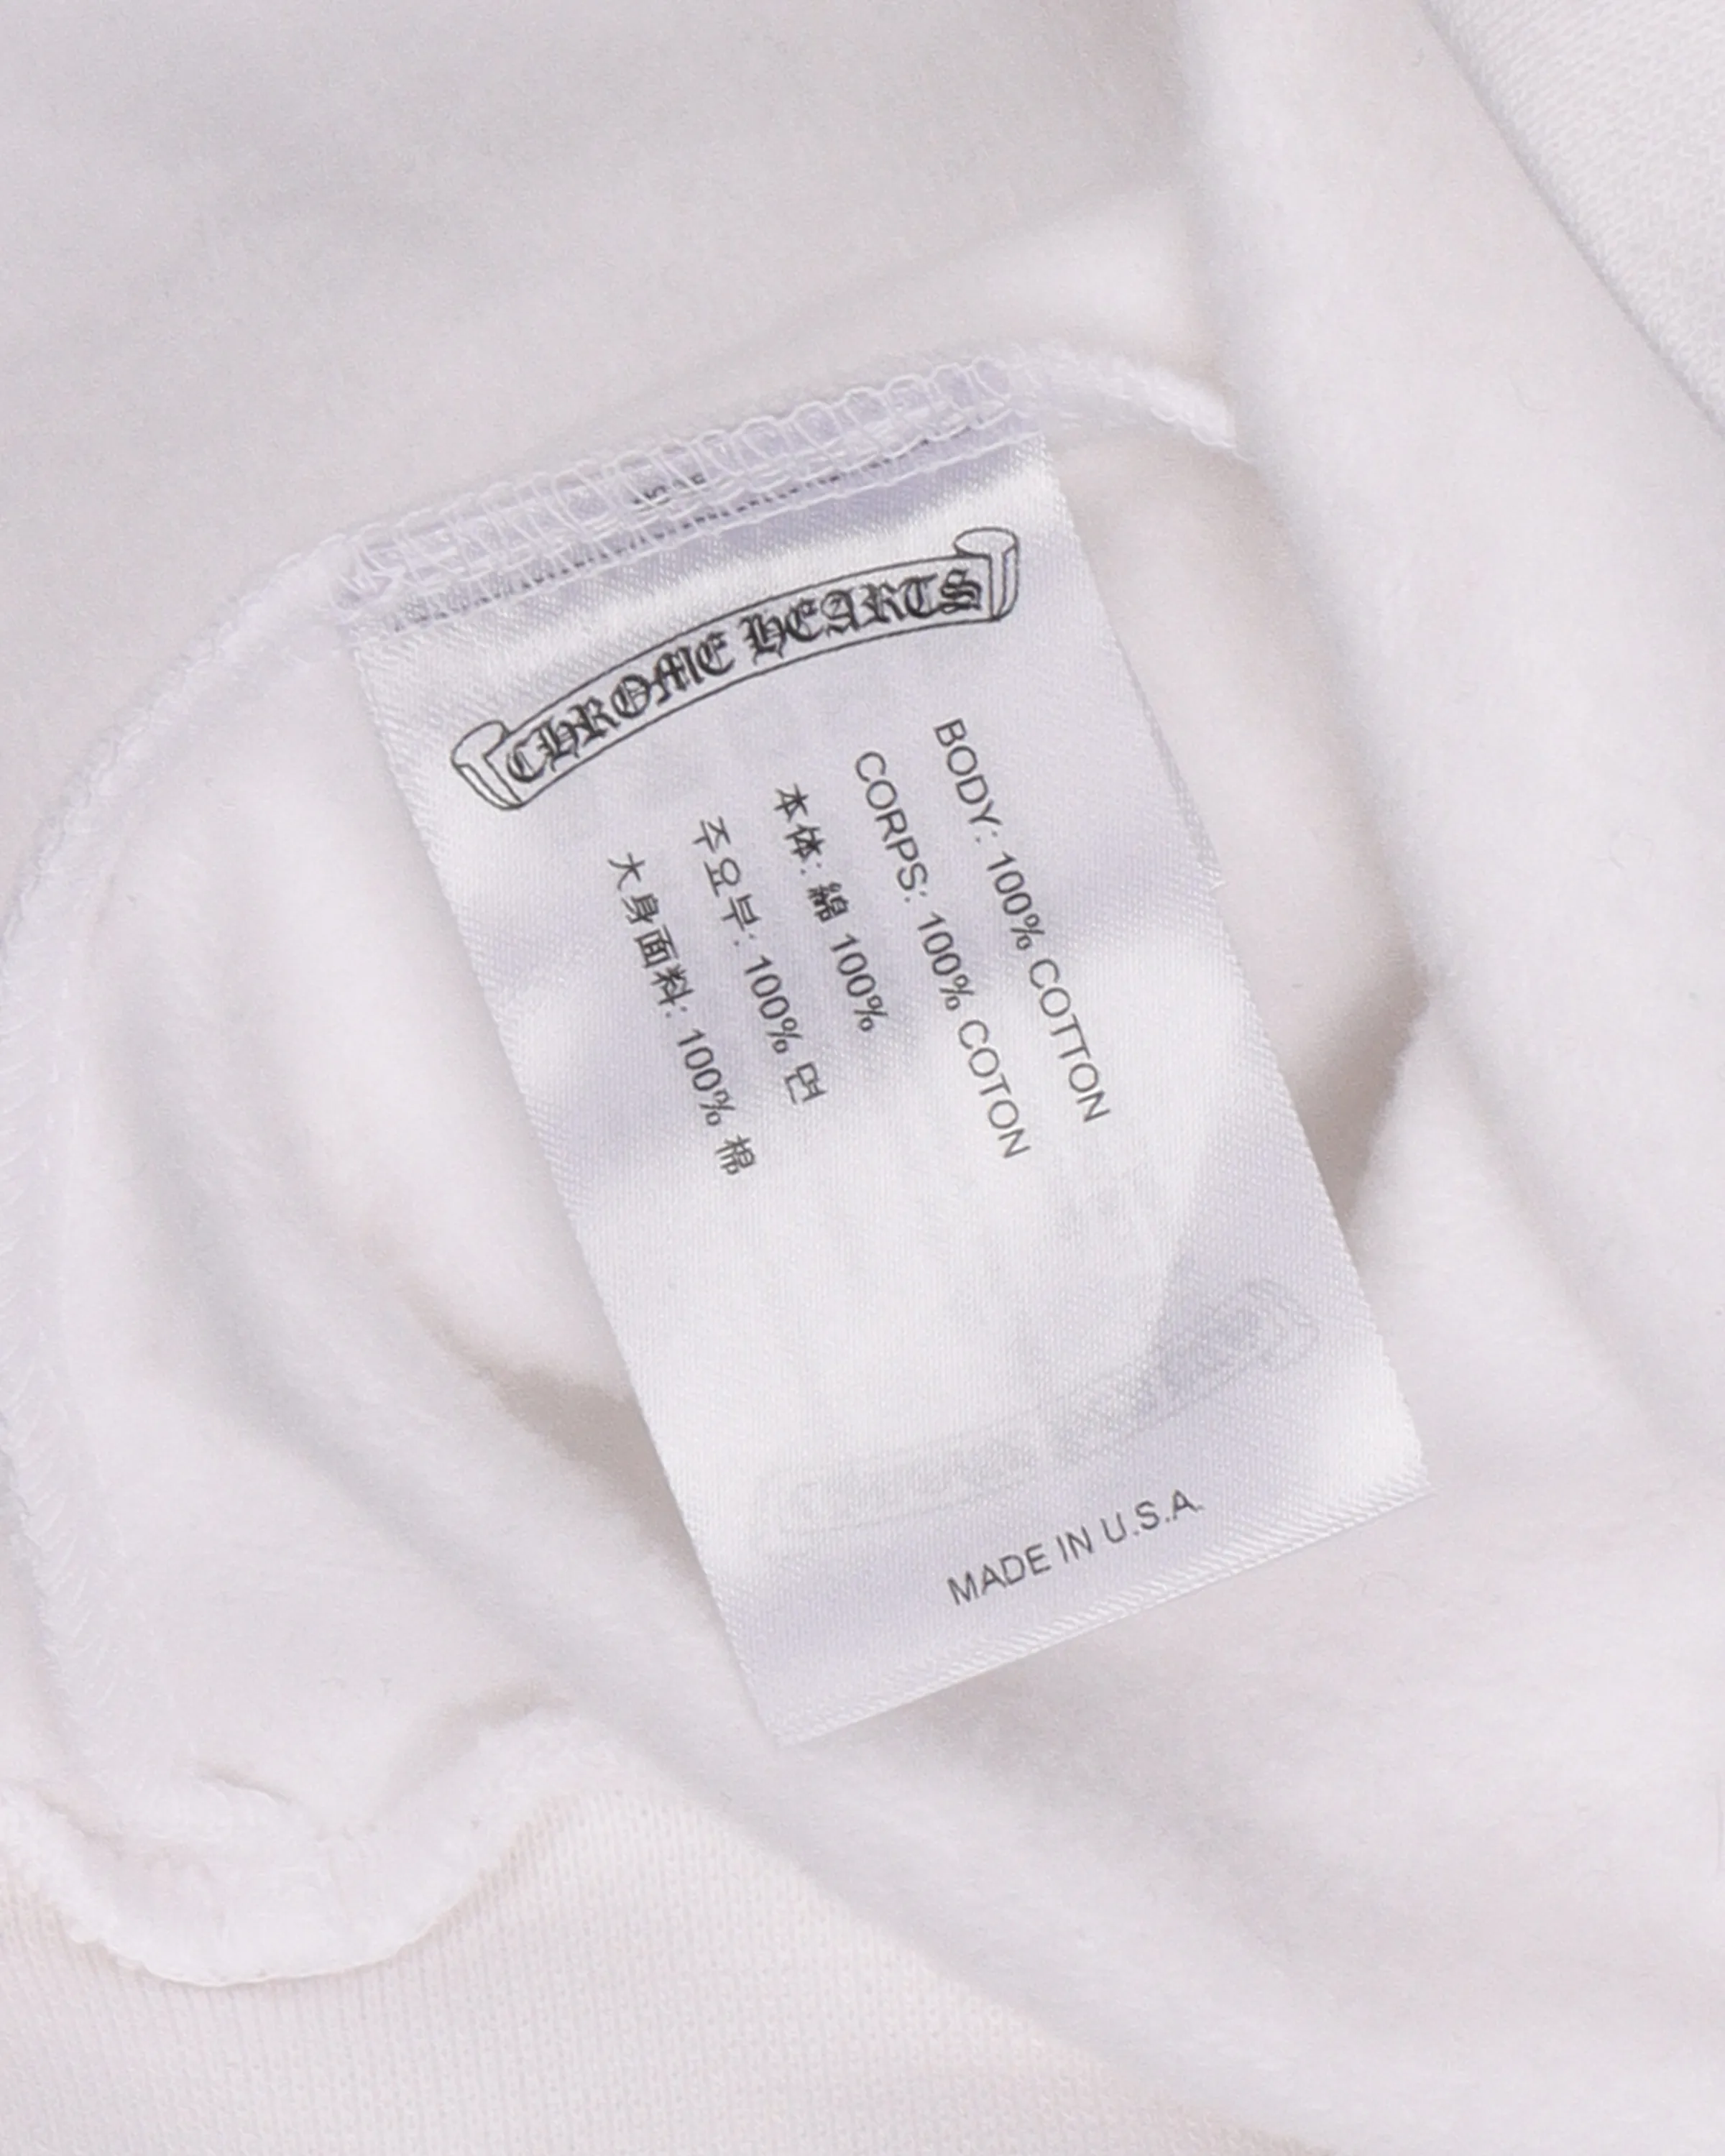 CHROME HEARTS
BODY: 100% COTTON
CORPS: 100% COTON
本体: 綿 100%
주요부: 100% 면
大身面料: 100% 棉
MADE IN U.S.A.